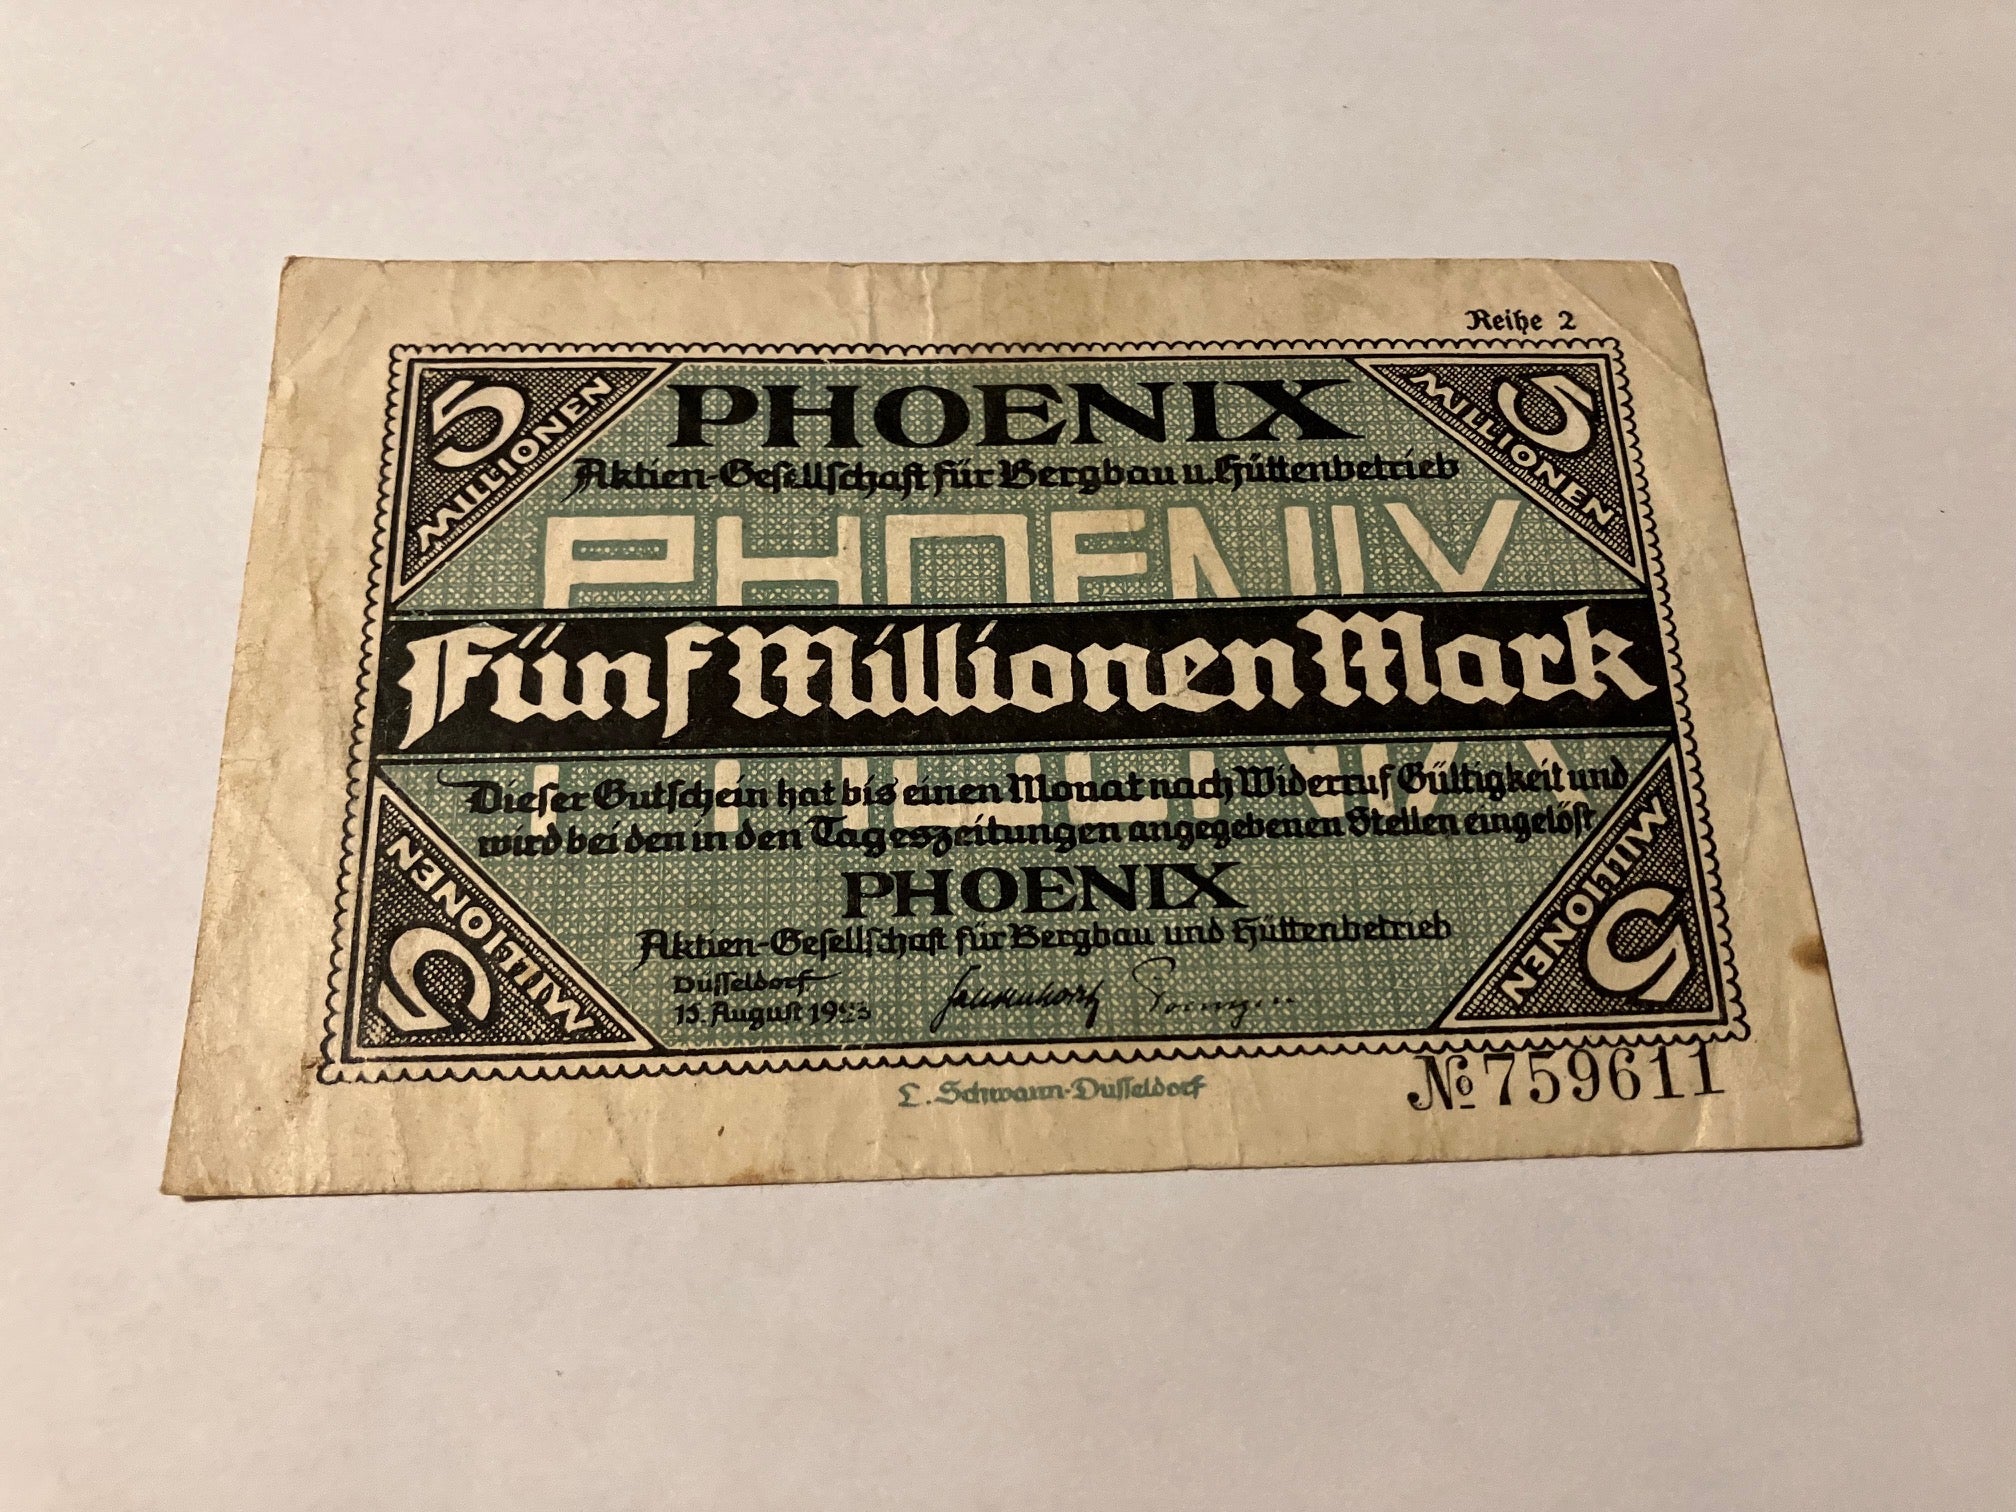 Reihe 2
5 MILLIONEN
5 MILLIONEN
PHOENIX
Aktien-Gesellschaft für Bergbau u. Hüttenbetrieb
PHOENIX
Fünf Millionen Mark
Dieser Gutschein hat bis einen Monat nach Widerruf Gültigkeit und
wird bei den in den Tageszeitungen angegebenen Stellen eingelöst
PHOENIX
Aktien-Gesellschaft für Bergbau und Hüttenbetrieb
Düsseldorf
15. August 1923
5 MILLIONEN
5 MILLIONEN
L. Schwann-Düsseldorf
No 759611